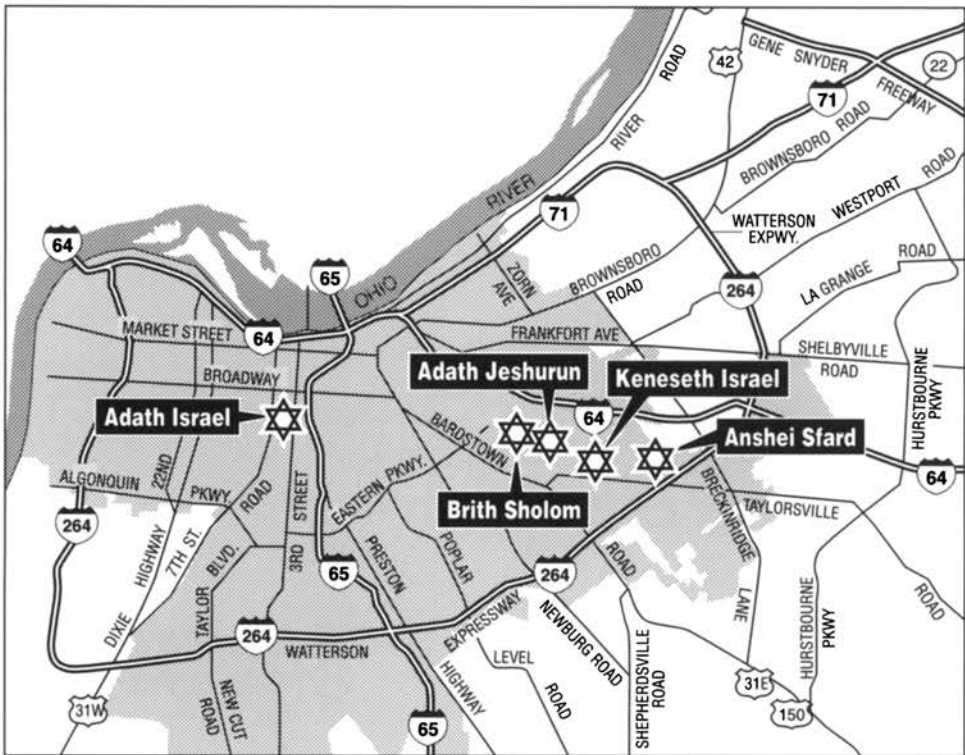 GENE SNYDER
FREEWAY
42
22
71
ROAD
RIVER
BROWNSBORO ROAD
WESTPORT ROAD
OHIO RIVER
71
WATTERSON
EXPWY.
64
65
ZORN
AVE
BROWNSBORO
ROAD
264
LA GRANGE ROAD
MARKET STREET
64
FRANKFORT AVE
SHELBYVILLE
ROAD
BROADWAY
Adath Jeshurun
Keneseth Israel
HURSTBOURNE
PKWY
Adath Israel
64
BARDSTOWN
Anshei Sfard
64
ALGONQUIN PKWY.
22ND
ROAD
STREET
EASTERN PKWY.
Brith Sholom
BRECKINRIDGE
TAYLORSVILLE
264
HIGHWAY
7TH ST.
BLVD.
3RD
65
PRESTON
POPLAR
264
ROAD
LANE
ROAD
DIXIE
TAYLOR
264
WATTERSON
EXPRESSWAY
NEWBURG ROAD
HURSTBOURNE
PKWY
LEVEL
ROAD
SHEPHERDSVILLE
ROAD
31E
31W
NEW CUT
ROAD
65
HIGHWAY
150